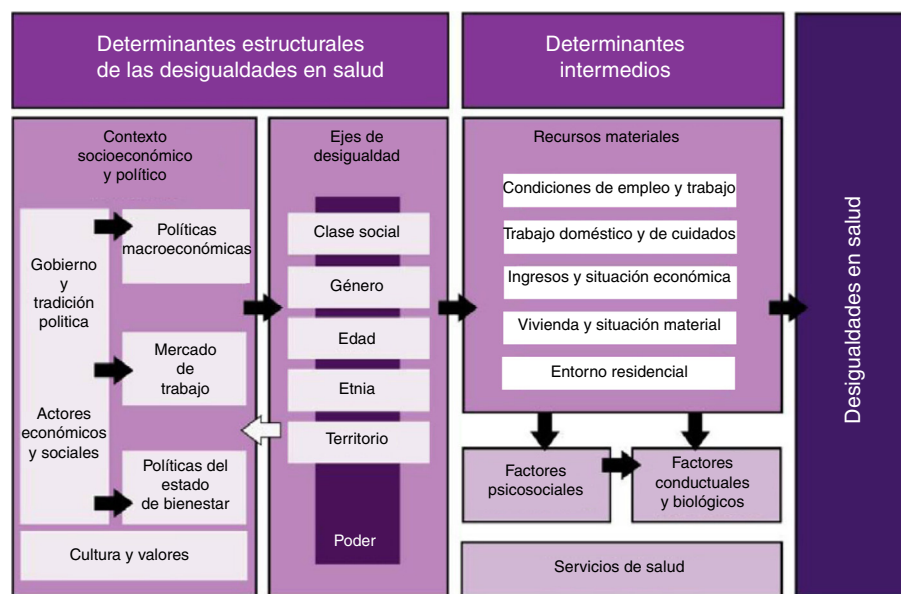 Determinantes estructurales
de las desigualdades en salud
Determinantes
intermedios
Contexto
socioeconómico
y político
Gobierno
y
tradición
politica
Actores
económicos
y sociales
Políticas
macroeconómicas
Mercado
de
trabajo
Políticas del
estado
de bienestar
Cultura y valores
Ejes de
desigualdad
Clase social
Género
Edad
Etnia
Territorio
Poder
Recursos materiales
Condiciones de empleo y trabajo
Trabajo doméstico y de cuidados
Ingresos y situación económica
Vivienda y situación material
Entorno residencial
Factores
psicosociales
Factores
conductuales
y biológicos
Servicios de salud
Desigualdades en salud